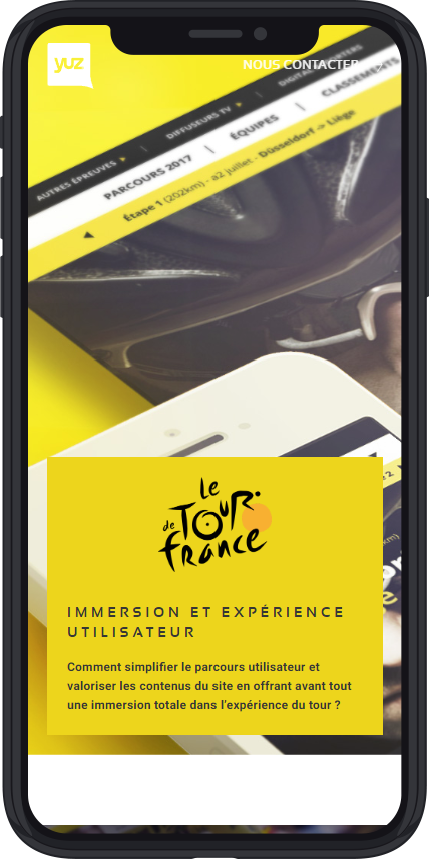 yuz
NOUS CONTACTER
DIGITAL
CLASSEMENTS
DIFFUSEURS TV
ÉQUIPES
AUTRES ÉPREUVES
PARCOURS 2017
Étape 1 (202km) - a2 juillet - Düsseldorf -> Liège
le
TOUR
de
france
IMMERSION ET EXPÉRIENCE
UTILISATEUR
Comment simplifier le parcours utilisateur et
valoriser les contenus du site en offrant avant tout
une immersion totale dans l'expérience du tour ?